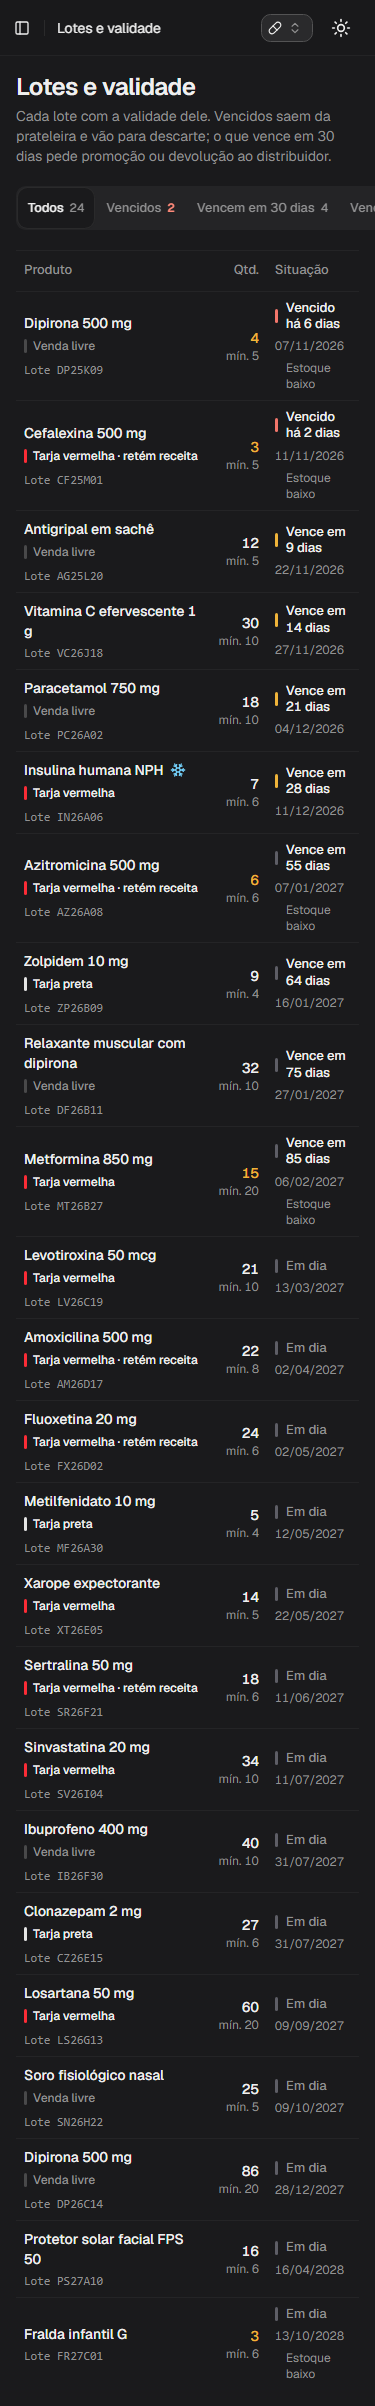 Lotes e validade
Lotes e validade
Cada lote com a validade dele. Vencidos saem da
prateleira e vão para descarte; o que vence em 30
dias pede promoção ou devolução ao distribuidor.
Todos 24 Vencidos 2 Vencem em 30 dias 4 Ven
Produto Qtd. Situação
Dipirona 500 mg
Venda livre
Lote DP25K09
4
mín. 5
Vencido
há 6 dias
07/11/2026
Estoque
baixo
Cefalexina 500 mg
Tarja vermelha · retém receita
Lote CF25M01
3
mín. 5
Vencido
há 2 dias
11/11/2026
Estoque
baixo
Antigripal em sachê
Venda livre
Lote AG25L20
12
mín. 5
Vence em
9 dias
22/11/2026
Vitamina C efervescente 1
g
Lote VC26J18
30
mín. 10
Vence em
14 dias
27/11/2026
Paracetamol 750 mg
Venda livre
Lote PC26A02
18
mín. 10
Vence em
21 dias
04/12/2026
Insulina humana NPH
Tarja vermelha
Lote IN26A06
7
mín. 6
Vence em
28 dias
11/12/2026
Azitromicina 500 mg
Tarja vermelha · retém receita
Lote AZ26A08
6
mín. 6
Vence em
55 dias
07/01/2027
Estoque
baixo
Zolpidem 10 mg
Tarja preta
Lote ZP26B09
9
mín. 4
Vence em
64 dias
16/01/2027
Relaxante muscular com
dipirona
Venda livre
Lote DF26B11
32
mín. 10
Vence em
75 dias
27/01/2027
Metformina 850 mg
Tarja vermelha
Lote MT26B27
15
mín. 20
Vence em
85 dias
06/02/2027
Estoque
baixo
Levotiroxina 50 mcg
Tarja vermelha
Lote LV26C19
21
mín. 10
Em dia
13/03/2027
Amoxicilina 500 mg
Tarja vermelha · retém receita
Lote AM26D17
22
mín. 8
Em dia
02/04/2027
Fluoxetina 20 mg
Tarja vermelha · retém receita
Lote FX26D02
24
mín. 6
Em dia
02/05/2027
Metilfenidato 10 mg
Tarja preta
Lote MF26A30
5
mín. 4
Em dia
12/05/2027
Xarope expectorante
Tarja vermelha
Lote XT26E05
14
mín. 5
Em dia
22/05/2027
Sertralina 50 mg
Tarja vermelha · retém receita
Lote SR26F21
18
mín. 6
Em dia
11/06/2027
Sinvastatina 20 mg
Tarja vermelha
Lote SV26I04
34
mín. 10
Em dia
11/07/2027
Ibuprofeno 400 mg
Venda livre
Lote IB26F30
40
mín. 10
Em dia
31/07/2027
Clonazepam 2 mg
Tarja preta
Lote CZ26E15
27
mín. 6
Em dia
31/07/2027
Losartana 50 mg
Tarja vermelha
Lote LS26G13
60
mín. 20
Em dia
09/09/2027
Soro fisiológico nasal
Venda livre
Lote SN26H22
25
mín. 5
Em dia
09/10/2027
Dipirona 500 mg
Venda livre
Lote DP26C14
86
mín. 20
Em dia
28/12/2027
Protetor solar facial FPS
50
Lote PS27A10
16
mín. 6
Em dia
16/04/2028
Fralda infantil G
Lote FR27C01
3
mín. 6
Em dia
13/10/2028
Estoque
baixo